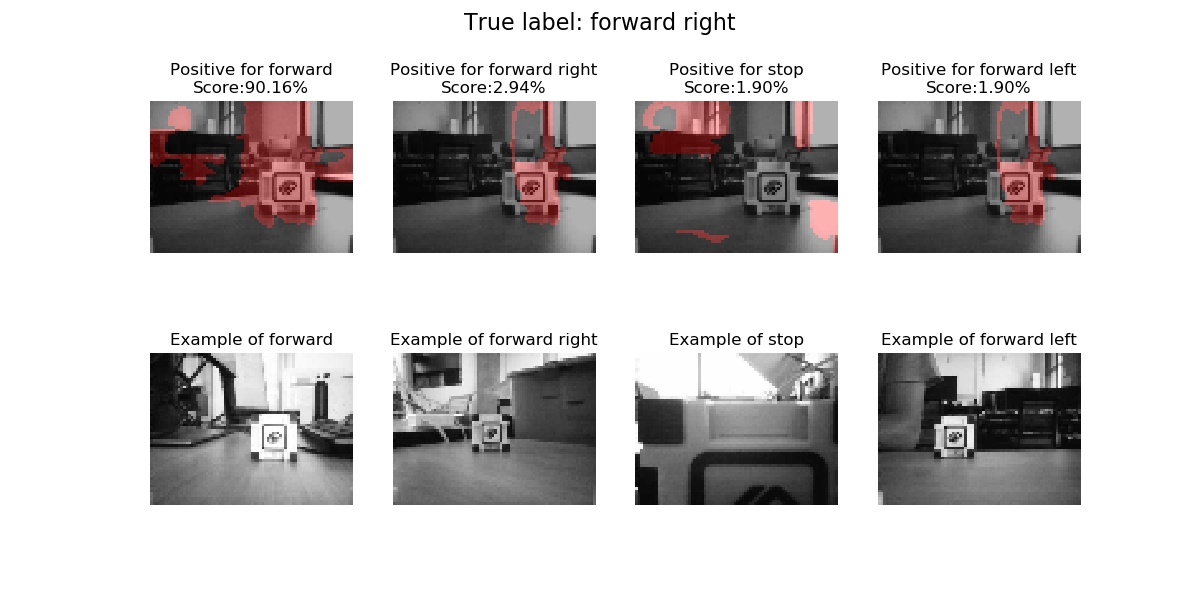 True label: forward right
Positive for forward
Score:90.16%
Positive for forward right
Score:2.94%
Positive for stop
Score:1.90%
Positive for forward left
Score:1.90%
Example of forward
Example of forward right
Example of stop
Example of forward left